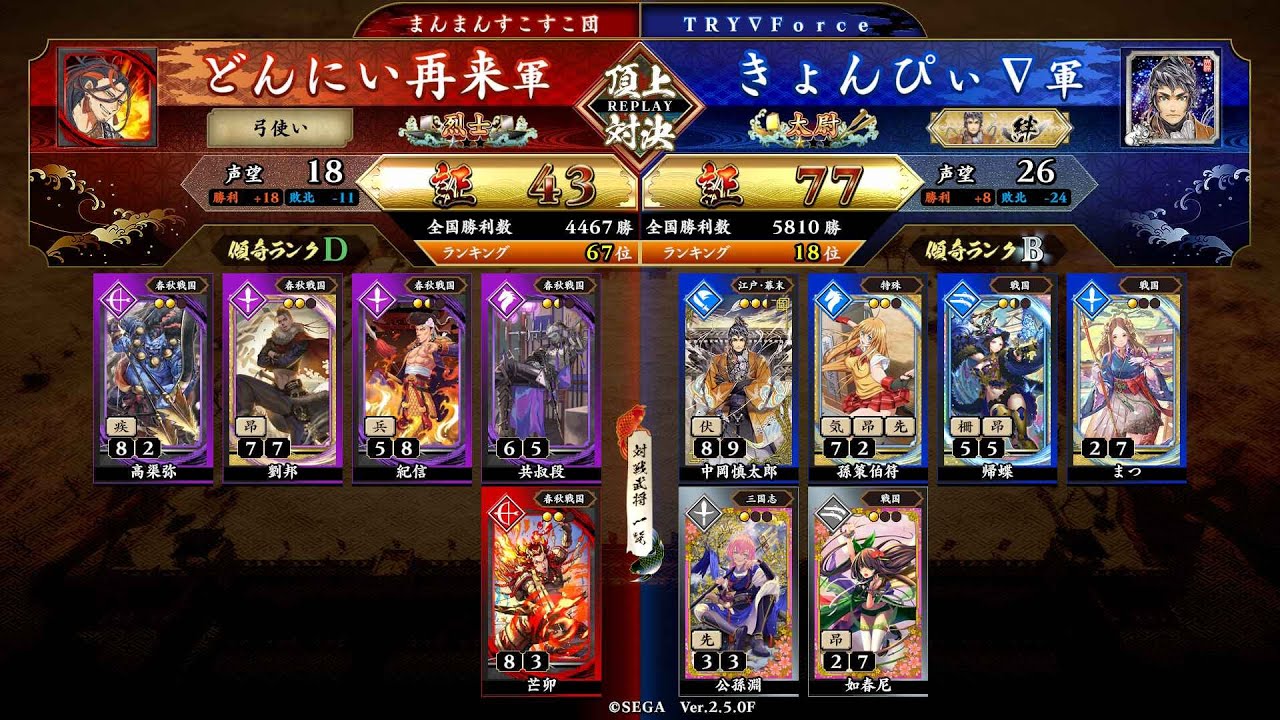 まんまんすこすこ団
TRY∇Force
どんにい再来軍
頂上
REPLAY
対決
きょんぴぃ∇軍
弓使い
烈士
太尉
絆
声望 18
勝利 +18 敗北 -11
証 43
証 77
声望 26
勝利 +8 敗北 -24
全国勝利数 4467勝
全国勝利数 5810勝
傾奇ランクD
ランキング 67位
ランキング 18位
傾奇ランクB
春秋戦国
春秋戦国
春秋戦国
春秋戦国
江戸・幕末
特殊
戦国
戦国
疾
昂
兵
伏
気 昂 先
柵 昂
8 2
7 7
5 8
6 5
8 9
7 2
5 5
2 7
高渠弥
劉邦
紀信
共叔段
中岡慎太郎
孫策伯符
帰蝶
まつ
対戦武将一覧
春秋戦国
三国志
戦国
先
昂
8 3
3 3
2 7
芒卯
公孫淵
如春尼
©SEGA Ver.2.5.0F